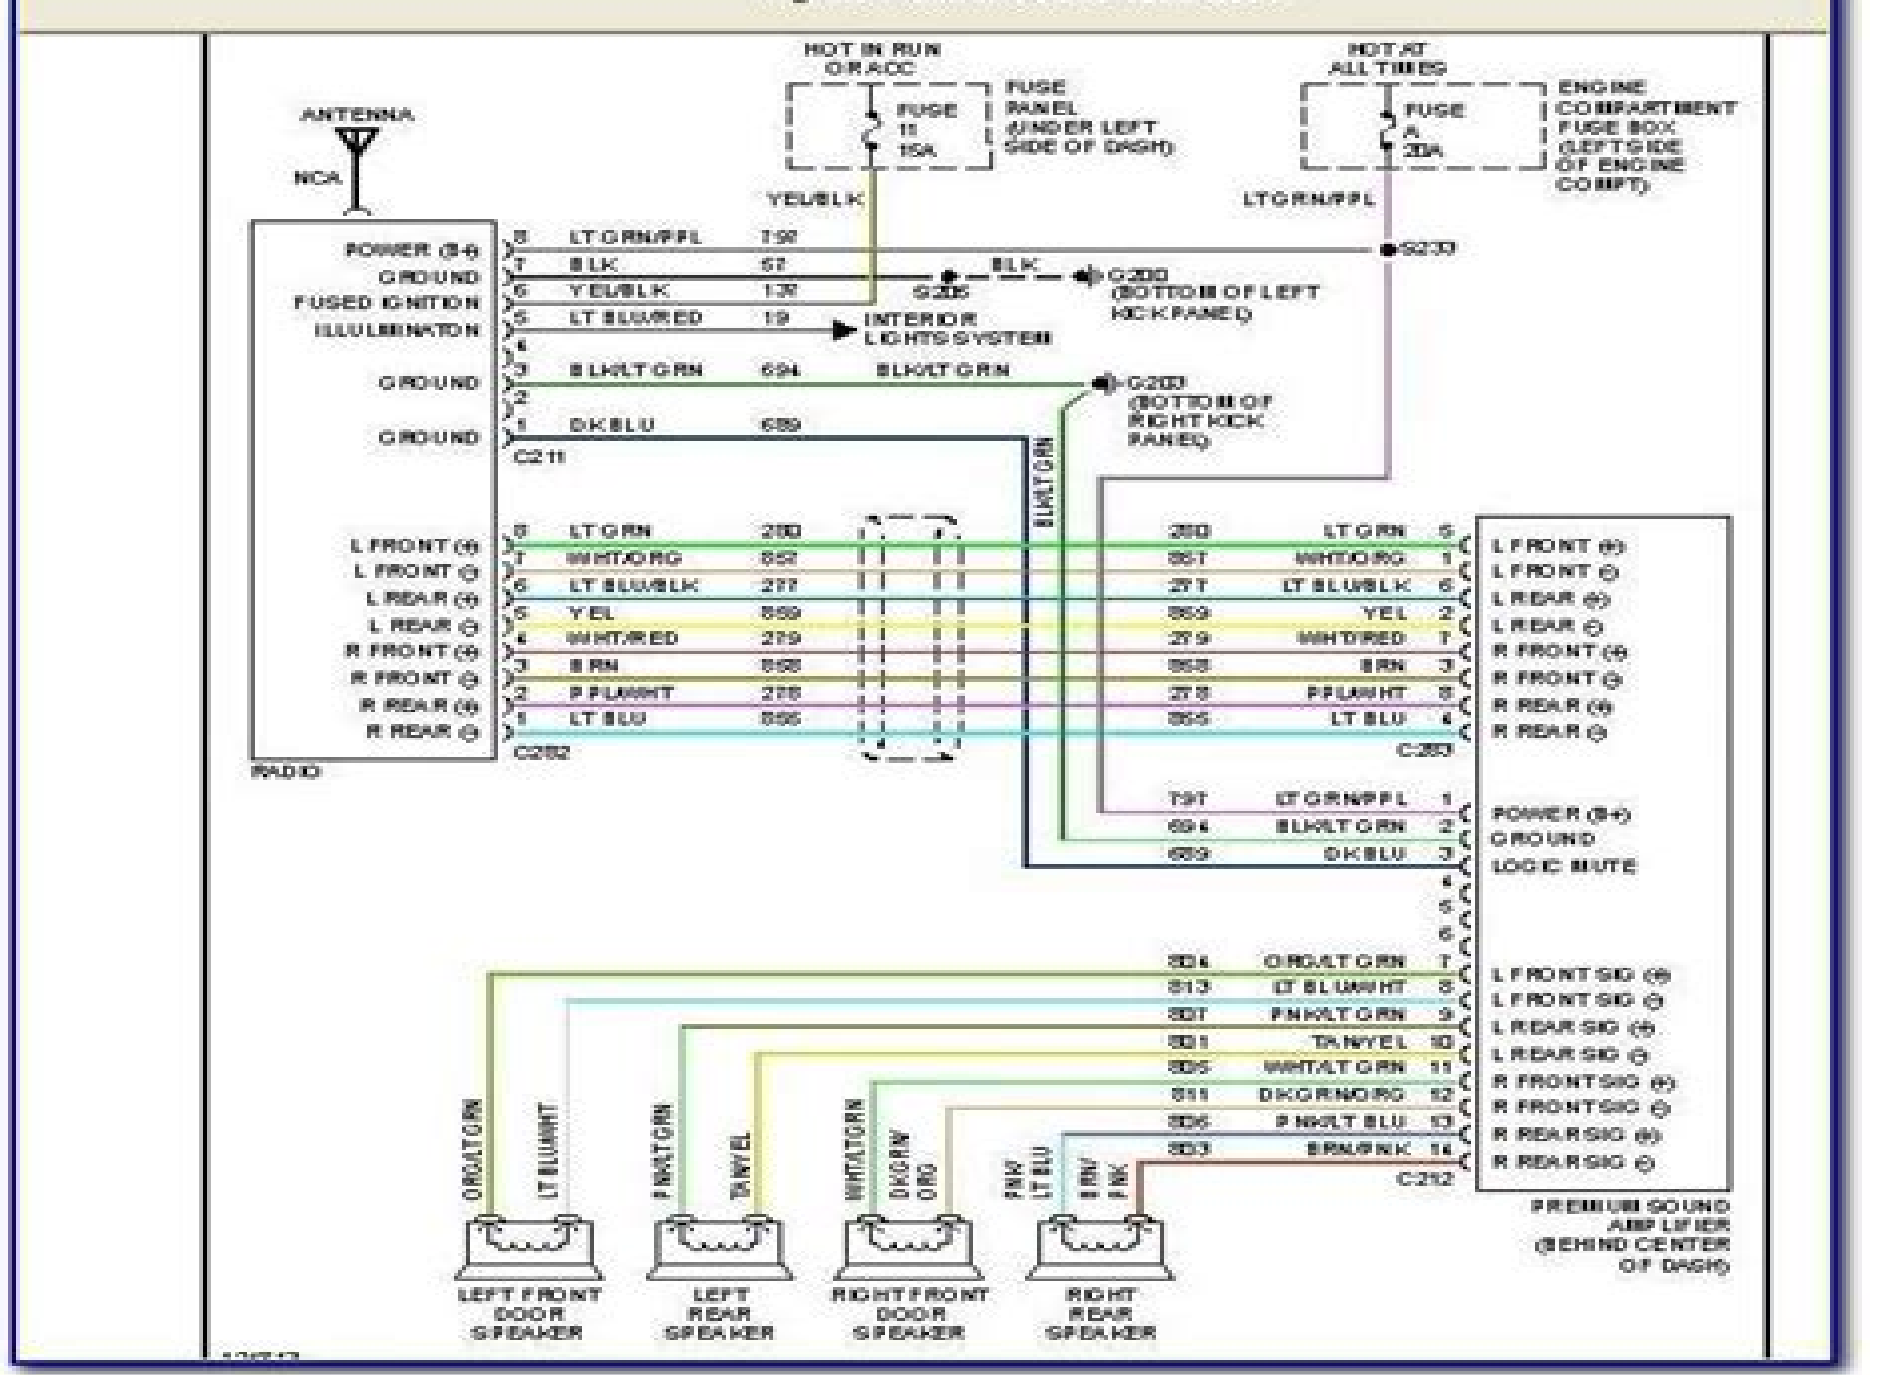 HOT IN RUN
OR ACC
HOT AT
ALL TIMES
FUSE
PANEL
(UNDER LEFT
SIDE OF DASH)
FUSE
11
15A
ENGINE
COMPARTMENT
FUSE BOX
(LEFT SIDE
OF ENGINE
COMPT)
FUSE
A
20A
ANTENNA
NCA
YEL/BLK
LT GRN/PPL
POWER (B+) 8 LT GRN/PPL 797
S233
GROUND 7 BLK 57 BLK
G200
(BOTTOM OF LEFT
KICK PANEL)
FUSED IGNITION 6 YEL/BLK 137
ILLULMINATON 5 LT BLU/RED 19
INTERIOR
LIGHTS SYSTEM
4
GROUND 3 BLK/LT GRN 694 BLK/LT GRN
G203
(BOTTOM OF
RIGHT KICK
PANEL)
2
GROUND 1 DK BLU 689
C211
BLK/LT GRN
L FRONT (+) 8 LT GRN 280 280 LT GRN 5 L FRONT (+)
L FRONT (-) 7 WHT/ORG 857 857 WHT/ORG 1 L FRONT (-)
L REAR (+) 6 LT BLU/BLK 277 277 LT BLU/BLK 6 L REAR (+)
L REAR (-) 5 YEL 859 859 YEL 2 L REAR (-)
R FRONT (+) 4 WHT/RED 279 279 WHT/RED 7 R FRONT (+)
R FRONT (-) 3 BRN 858 858 BRN 3 R FRONT (-)
R REAR (+) 2 PPL/WHT 278 278 PPL/WHT 8 R REAR (+)
R REAR (-) 1 LT BLU 855 LT BLU 4 R REAR (-)
RADIO
797 LT GRN/PPL 1 POWER (B+)
694 BLK/LT GRN 2 GROUND
689 DK BLU 3 LOGIC MUTE
4
5
6
804 ORG/LT GRN 7 L FRONT SIG (+)
813 LT BLU/WHT 8 L FRONT SIG (-)
807 PNK/LT GRN 9 L REAR SIG (+)
801 TAN/YEL 10 L REAR SIG (-)
805 WHT/LT GRN 11 R FRONT SIG (+)
811 DK GRN/ORG 12 R FRONT SIG (-)
806 PNK/LT BLU 13 R REAR SIG (+)
803 BRN/PNK 14 R REAR SIG (-)
C212
ORG/LT GRN
LT BLU/WHT
PNK/LT GRN
TAN/YEL
WHT/LT GRN
DK GRN/
ORG
PNK/
LT BLU
BRN/
PNK
PREMIUM SOUND
AMPLIFIER
(BEHIND CENTER
OF DASH)
LEFT FRONT
DOOR
SPEAKER
LEFT
REAR
SPEAKER
RIGHT FRONT
DOOR
SPEAKER
RIGHT
REAR
SPEAKER